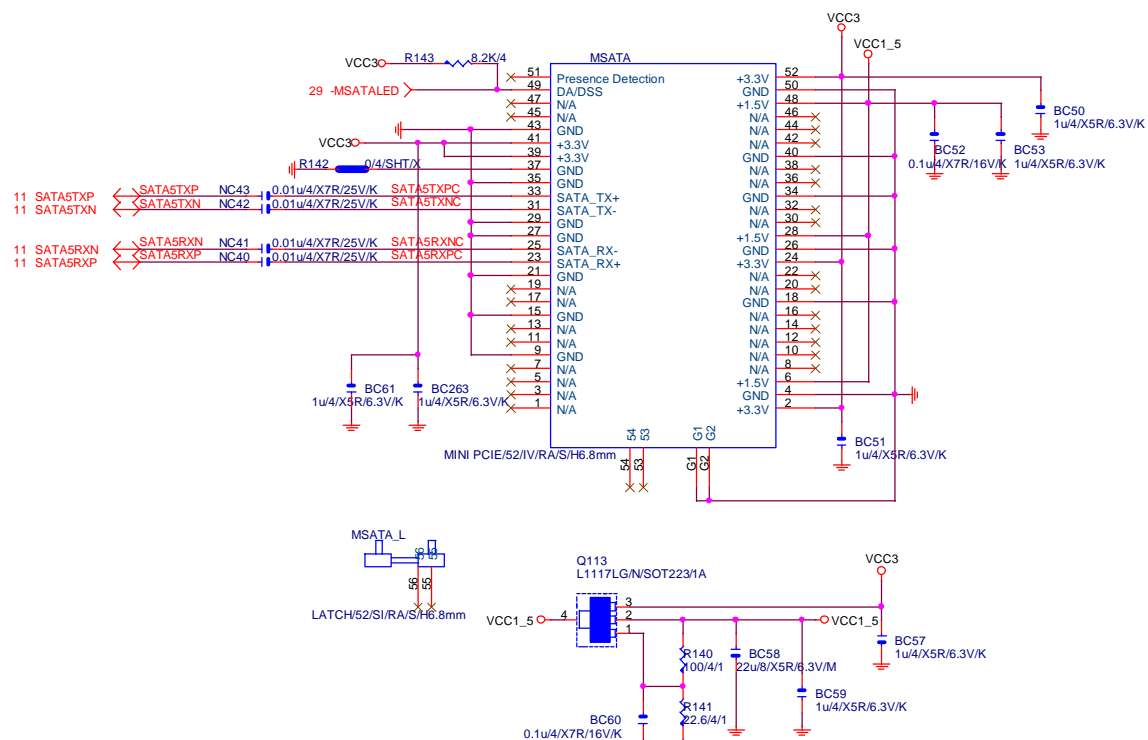 VCC3
VCC1_5
VCC3 R143 8.2K/4
MSATA
29 -MSATALED
51 Presence Detection
49 DA/DSS
47 N/A
45 N/A
43 GND
VCC3
41 +3.3V
39 +3.3V
R142 0/4/SHT/X
37 GND
35 GND
11 SATA5TXP SATA5TXP NC43 0.01u/4/X7R/25V/K SATA5TXPC 33 SATA_TX+
11 SATA5TXN SATA5TXN NC42 0.01u/4/X7R/25V/K SATA5TXNC 31 SATA_TX-
29 GND
27 GND
11 SATA5RXN SATA5RXN NC41 0.01u/4/X7R/25V/K SATA5RXNC 25 SATA_RX-
11 SATA5RXP SATA5RXP NC40 0.01u/4/X7R/25V/K SATA5RXPC 23 SATA_RX+
21 GND
19 N/A
17 N/A
15 GND
13 N/A
11 N/A
9 GND
7 N/A
5 N/A
3 N/A
1 N/A
+3.3V 52
GND 50
+1.5V 48
N/A 46
N/A 44
N/A 42
GND 40
N/A 38
N/A 36
GND 34
N/A 32
N/A 30
+1.5V 28
GND 26
+3.3V 24
N/A 22
N/A 20
GND 18
N/A 16
N/A 14
N/A 10
N/A 8
+1.5V 6
GND 4
+3.3V 2
BC50
1u/4/X5R/6.3V/K
BC52
0.1u/4/X7R/16V/K
BC53
1u/4/X5R/6.3V/K
BC61
1u/4/X5R/6.3V/K
BC263
1u/4/X5R/6.3V/K
BC51
1u/4/X5R/6.3V/K
54 53 G1 G2
MINI PCIE/52/IV/RA/S/H6.8mm
54 53 G1 G2
MSATA_L
56 55
56 55
LATCH/52/SI/RA/S/H6.8mm
Q113
L1117LG/N/SOT223/1A
VCC3
VCC1_5 4
3
2
1
VCC1_5
R140
100/4/1
BC58
22u/8/X5R/6.3V/M
BC57
1u/4/X5R/6.3V/K
BC59
1u/4/X5R/6.3V/K
R141
22.6/4/1
BC60
0.1u/4/X7R/16V/K